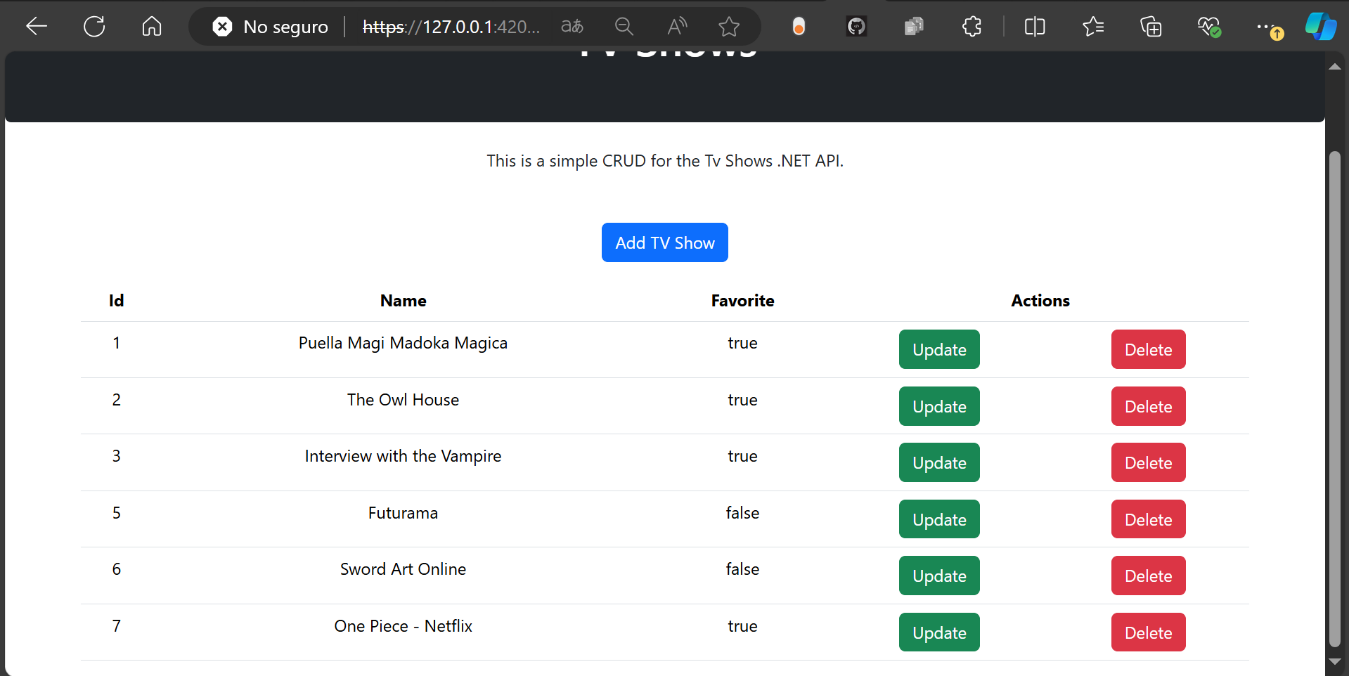 No seguro https://127.0.0.1:420...
TV Shows
This is a simple CRUD for the Tv Shows .NET API.
Add TV Show
Id Name Favorite Actions
1 Puella Magi Madoka Magica true Update Delete
2 The Owl House true Update Delete
3 Interview with the Vampire true Update Delete
5 Futurama false Update Delete
6 Sword Art Online false Update Delete
7 One Piece - Netflix true Update Delete